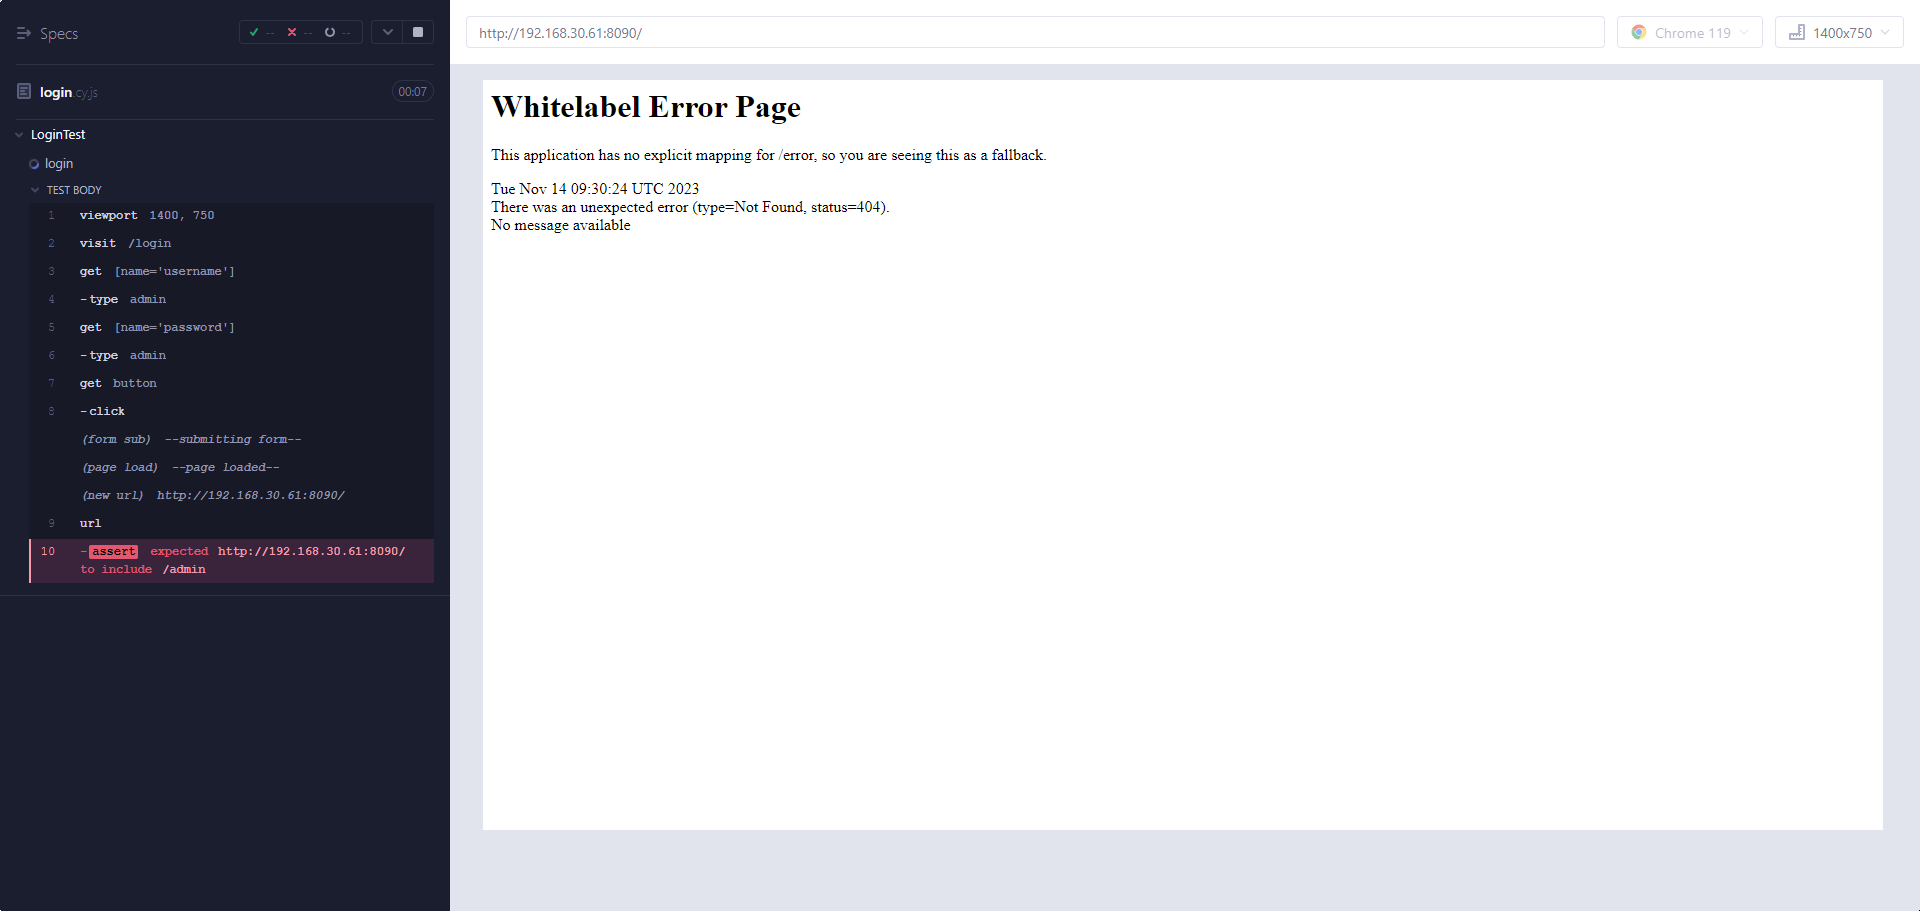 Specs
-- -- --
login.cy.js 00:07
LoginTest
login
TEST BODY
1 viewport 1400, 750
2 visit /login
3 get [name='username']
4 -type admin
5 get [name='password']
6 -type admin
7 get button
8 -click
(form sub) --submitting form--
(page load) --page loaded--
(new url) http://192.168.30.61:8090/
9 url
10 -assert expected http://192.168.30.61:8090/
to include /admin
http://192.168.30.61:8090/
Chrome 119
1400x750
Whitelabel Error Page
This application has no explicit mapping for /error, so you are seeing this as a fallback.
Tue Nov 14 09:30:24 UTC 2023
There was an unexpected error (type=Not Found, status=404).
No message available